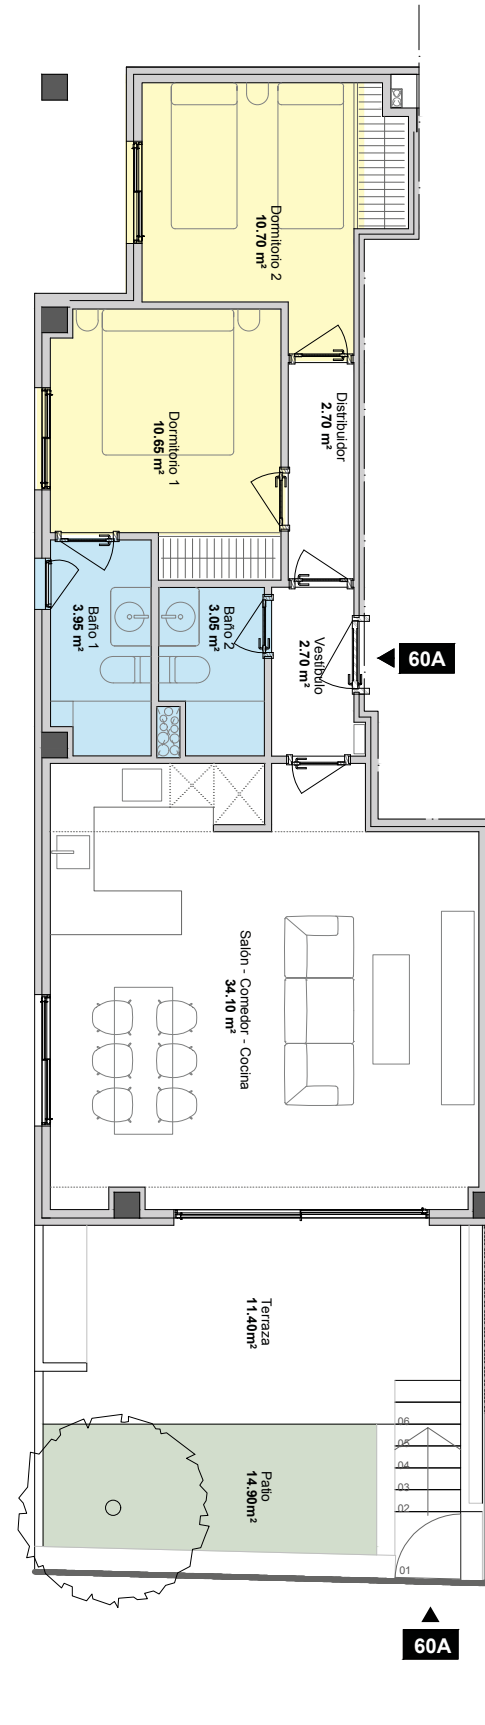 Dormitorio 2
10.70 m²
Distribuidor
2.70 m²
Dormitorio 1
10.65 m²
Baño 1
3.95 m²
Baño 2
3.05 m²
Vestíbulo
2.70 m²
60A
Salón - Comedor - Cocina
34.10 m²
Terraza
11.40m²
Patio
14.90m²
06
05
04
03
02
01
60A